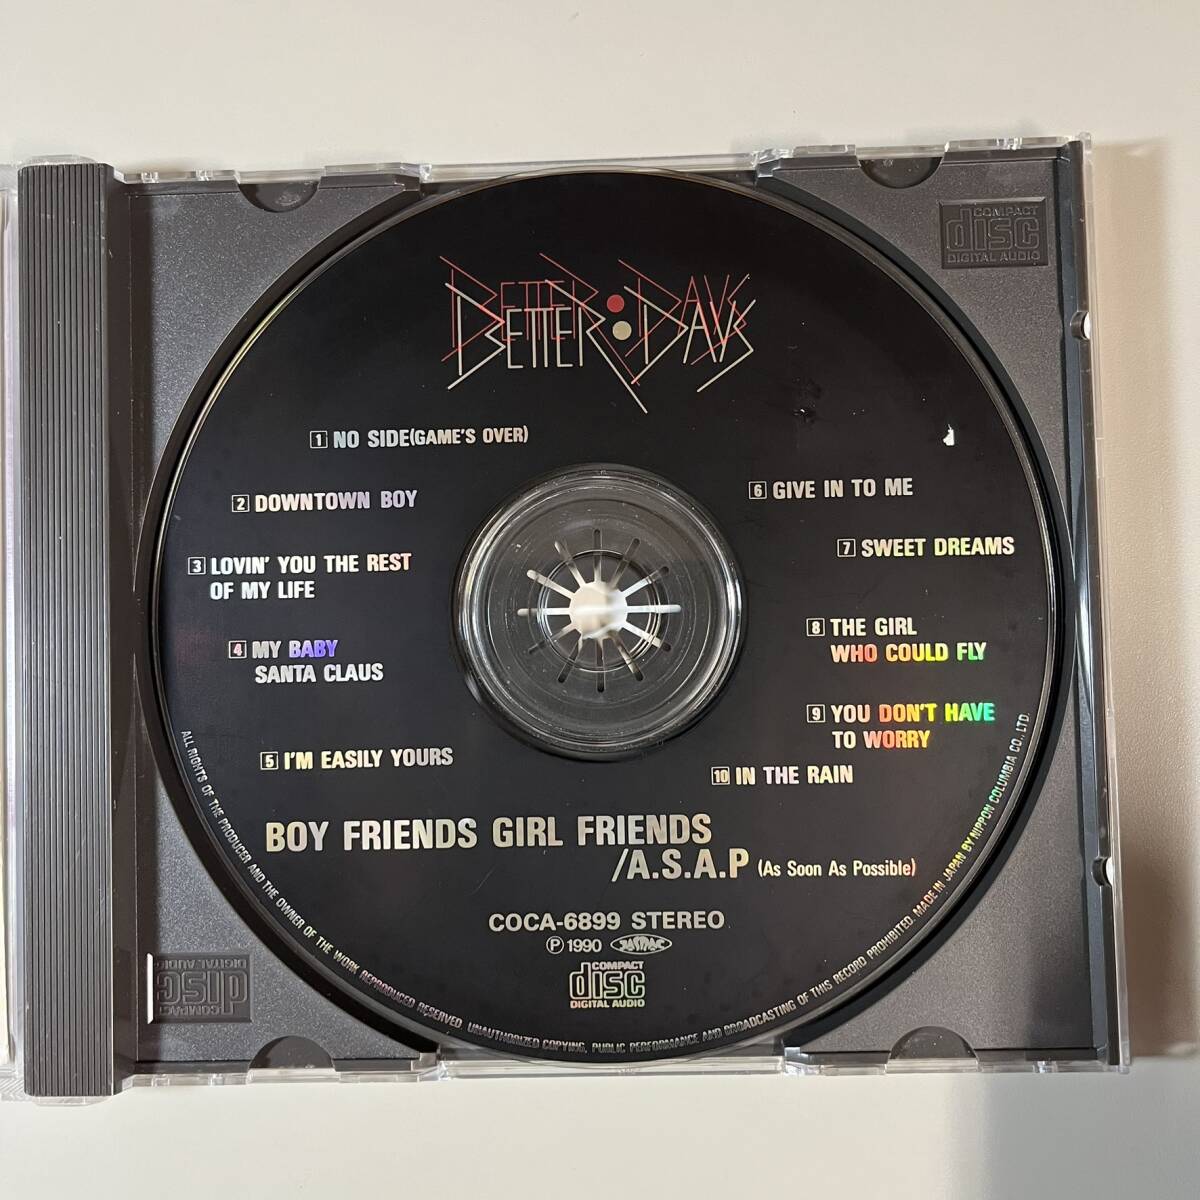 BETTER DAYS
COMPACT
disc
DIGITAL AUDIO
1 NO SIDE(GAME'S OVER)
2 DOWNTOWN BOY
3 LOVIN' YOU THE REST
OF MY LIFE
4 MY BABY
SANTA CLAUS
5 I'M EASILY YOURS
6 GIVE IN TO ME
7 SWEET DREAMS
8 THE GIRL
WHO COULD FLY
9 YOU DON'T HAVE
TO WORRY
10 IN THE RAIN
BOY FRIENDS GIRL FRIENDS
/A.S.A.P (As Soon As Possible)
COCA-6899 STEREO
Ⓟ 1990 JASRAC
COMPACT
disc
DIGITAL AUDIO
ALL RIGHTS OF THE PRODUCER AND THE OWNER OF THE WORK REPRODUCED RESERVED. UNAUTHORIZED COPYING, PUBLIC PERFORMANCE AND BROADCASTING OF THIS RECORD PROHIBITED. MADE IN JAPAN BY NIPPON COLUMBIA CO., LTD.
COMPACT
disc
DIGITAL AUDIO